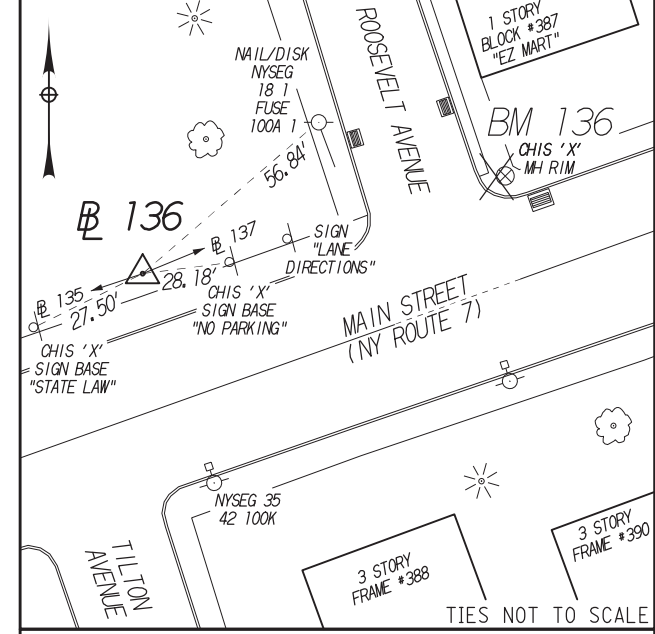 1 STORY
BLOCK #387
"EZ MART"
ROOSEVELT AVENUE
NAIL/DISK
NYSEG
18 1
FUSE
100A 1
BM 136
CHIS 'X'
MH RIM
56.84'
BL 136
BL 137
SIGN
"LANE
DIRECTIONS"
28.18'
BL 135
27.50'
CHIS 'X'
SIGN BASE
"NO PARKING"
MAIN STREET
(NY ROUTE 7)
CHIS 'X'
SIGN BASE
"STATE LAW"
NYSEG 35
42 100K
TILTON
AVENUE
3 STORY
FRAME #388
3 STORY
FRAME #390
TIES NOT TO SCALE